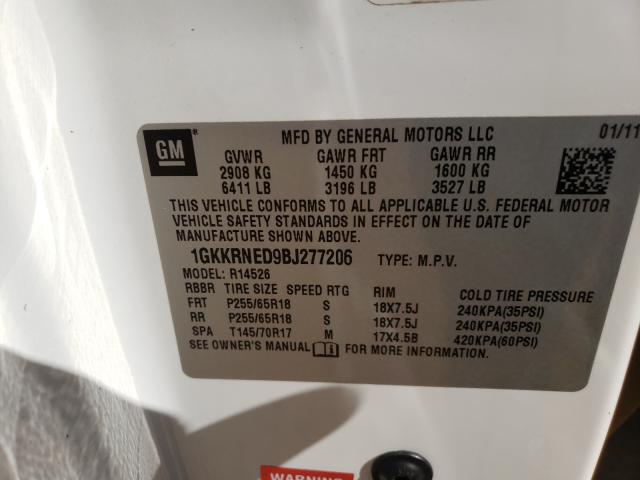 GM ®
MFD BY GENERAL MOTORS LLC 01/11
GVWR GAWR FRT GAWR RR
2908 KG 1450 KG 1600 KG
6411 LB 3196 LB 3527 LB
THIS VEHICLE CONFORMS TO ALL APPLICABLE U.S. FEDERAL MOTOR
VEHICLE SAFETY STANDARDS IN EFFECT ON THE DATE OF
MANUFACTURE SHOWN ABOVE.
1GKKRNED9BJ277206 TYPE: M.P.V.
MODEL: R14526
RBBR TIRE SIZE SPEED RTG RIM COLD TIRE PRESSURE
FRT P255/65R18 S 18X7.5J 240KPA(35PSI)
RR P255/65R18 S 18X7.5J 240KPA(35PSI)
SPA T145/70R17 M 17X4.5B 420KPA(60PSI)
SEE OWNER'S MANUAL FOR MORE INFORMATION.
WARNING